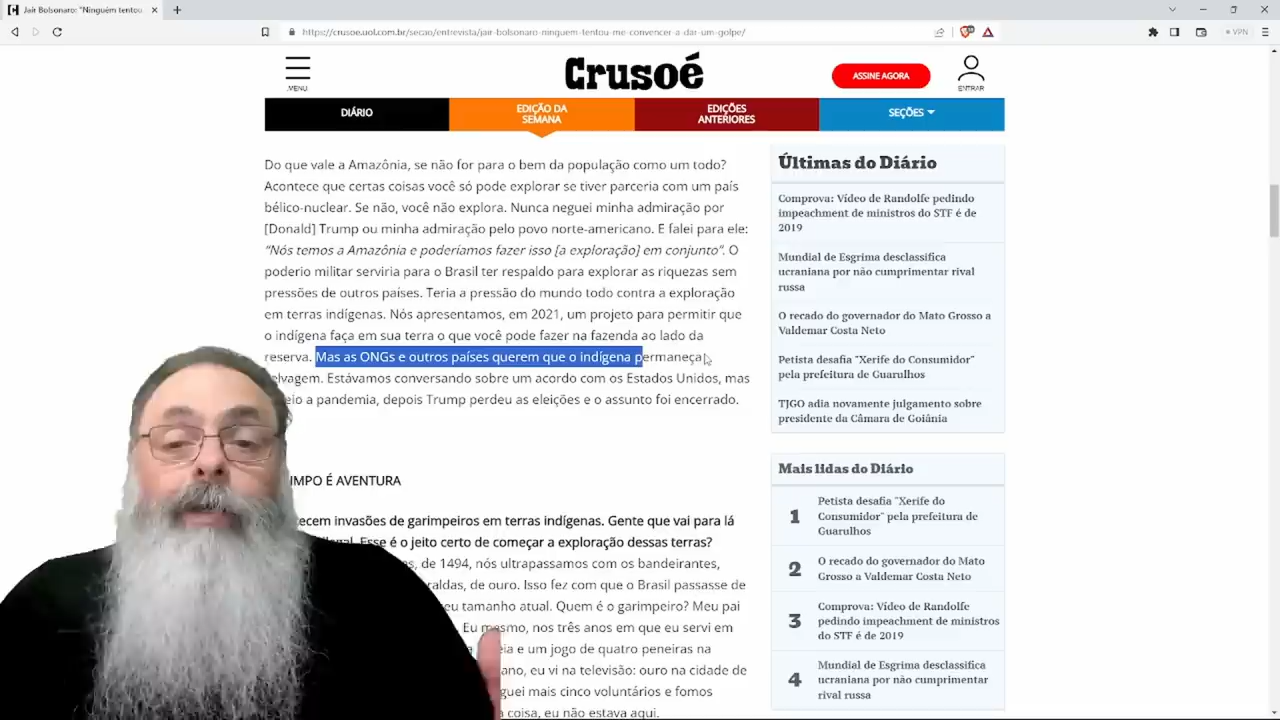 Jair Bolsonaro: "Ninguém tentou
https://crusoe.uol.com.br/secao/entrevista/jair-bolsonaro-ninguem-tentou-me-convencer-a-dar-um-golpe/
VPN
MENU
Crusoé
ASSINE AGORA
ENTRAR
DIÁRIO
EDIÇÃO DA
SEMANA
EDIÇÕES
ANTERIORES
SEÇÕES
Do que vale a Amazônia, se não for para o bem da população como um todo?
Acontece que certas coisas você só pode explorar se tiver parceria com um país
bélico-nuclear. Se não, você não explora. Nunca neguei minha admiração por
[Donald] Trump ou minha admiração pelo povo norte-americano. E falei para ele:
“Nós temos a Amazônia e poderíamos fazer isso [a exploração] em conjunto”. O
poderio militar serviria para o Brasil ter respaldo para explorar as riquezas sem
pressões de outros países. Teria a pressão do mundo todo contra a exploração
em terras indígenas. Nós apresentamos, em 2021, um projeto para permitir que
o indígena faça em sua terra o que você pode fazer na fazenda ao lado da
reserva. Mas as ONGs e outros países querem que o indígena permaneça
selvagem. Estávamos conversando sobre um acordo com os Estados Unidos, mas
a pandemia, depois Trump perdeu as eleições e o assunto foi encerrado.
É AVENTURA
invasões de garimpeiros em terras indígenas. Gente que vai para lá
Esse é o jeito certo de começar a exploração dessas terras?
de 1494, nós ultrapassamos com os bandeirantes,
de ouro. Isso fez com que o Brasil passasse de
tamanho atual. Quem é o garimpeiro? Meu pai
Eu mesmo, nos três anos em que eu servi em
e um jogo de quatro peneiras na
eu vi na televisão: ouro na cidade de
mais cinco voluntários e fomos
coisa, eu não estava aqui.
Últimas do Diário
Comprova: Vídeo de Randolfe pedindo
impeachment de ministros do STF é de
2019
Mundial de Esgrima desclassifica
ucraniana por não cumprimentar rival
russa
O recado do governador do Mato Grosso a
Valdemar Costa Neto
Petista desafia "Xerife do Consumidor"
pela prefeitura de Guarulhos
TJGO adia novamente julgamento sobre
presidente da Câmara de Goiânia
Mais lidas do Diário
1
Petista desafia "Xerife do
Consumidor" pela prefeitura de
Guarulhos
2
O recado do governador do Mato
Grosso a Valdemar Costa Neto
3
Comprova: Vídeo de Randolfe
pedindo impeachment de ministros
do STF é de 2019
4
Mundial de Esgrima desclassifica
ucraniana por não cumprimentar
rival russa